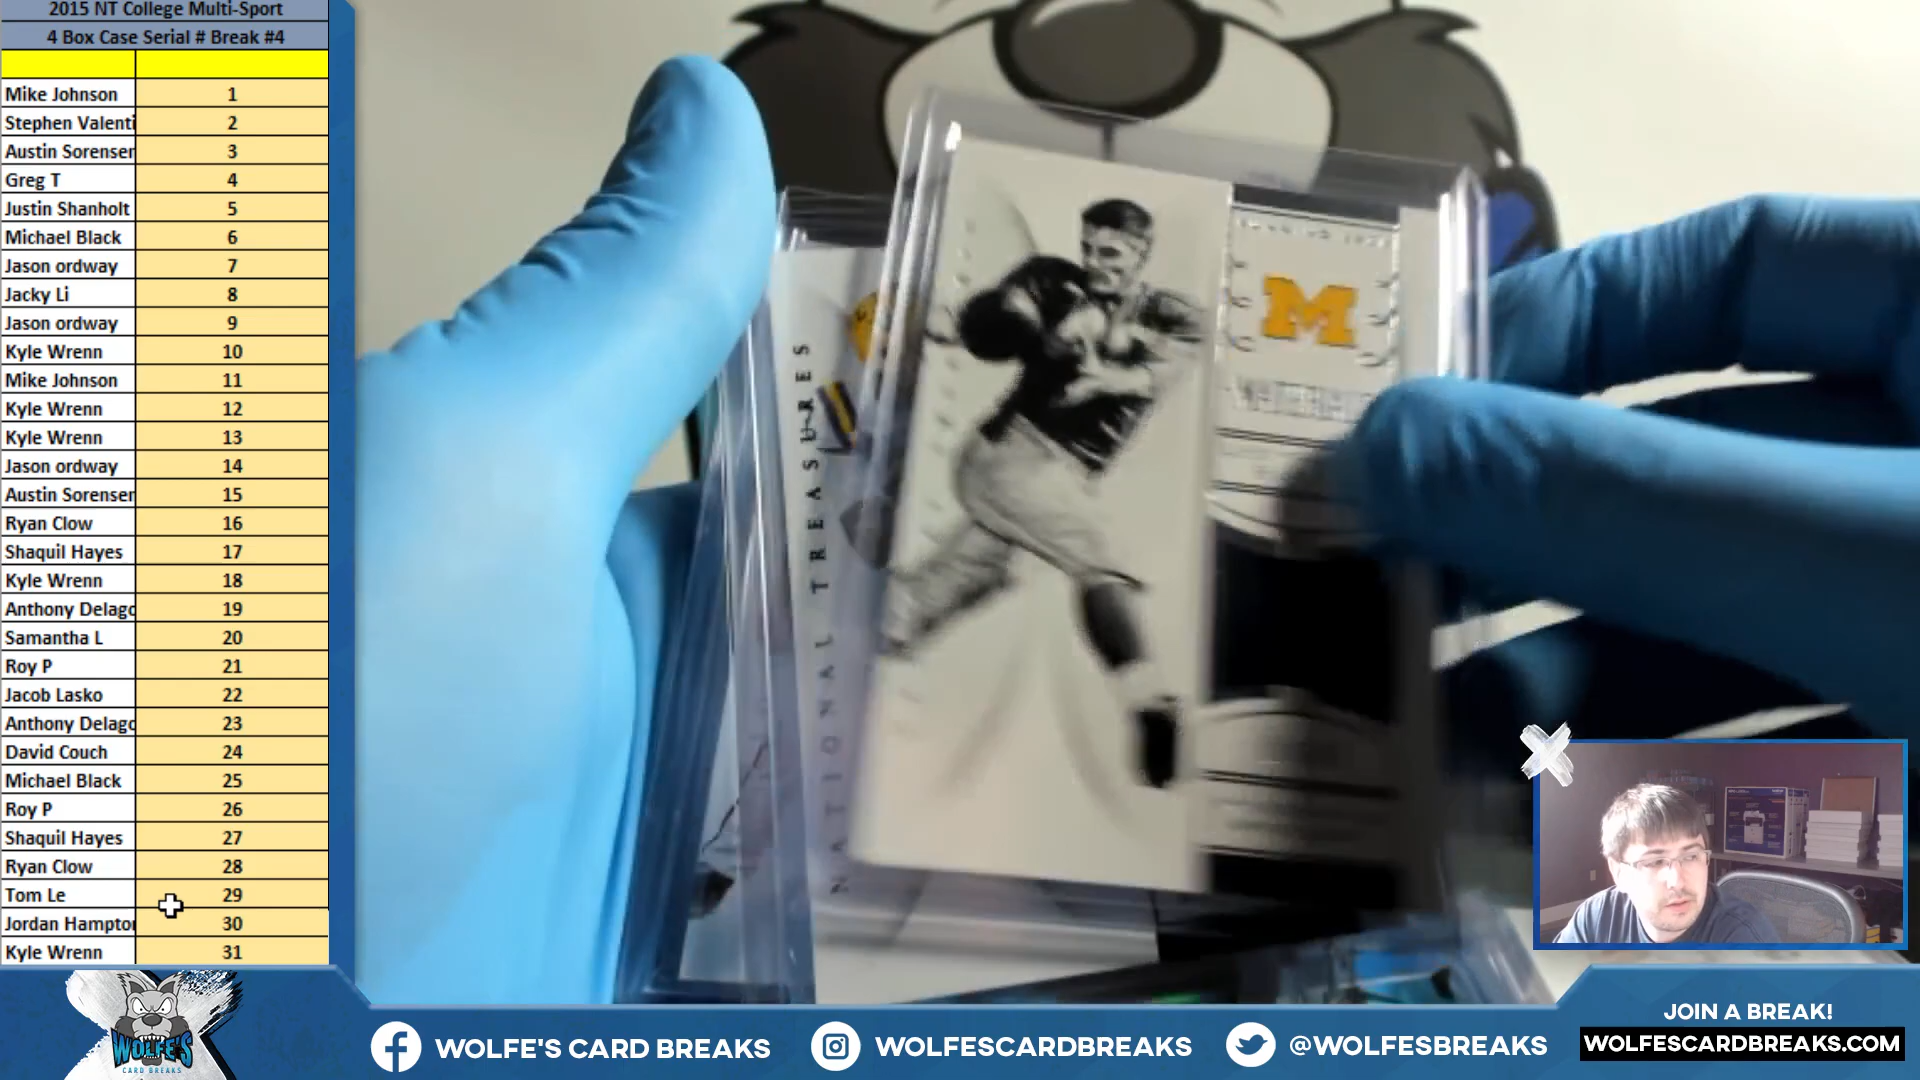 2015 NT College Multi-Sport
4 Box Case Serial # Break #4
Mike Johnson 1
Stephen Valenti 2
Austin Sorensen 3
Greg T 4
Justin Shanholt 5
Michael Black 6
Jason ordway 7
Jacky Li 8
Jason ordway 9
Kyle Wrenn 10
Mike Johnson 11
Kyle Wrenn 12
Kyle Wrenn 13
Jason ordway 14
Austin Sorensen 15
Ryan Clow 16
Shaquil Hayes 17
Kyle Wrenn 18
Anthony Delago 19
Samantha L 20
Roy P 21
Jacob Lasko 22
Anthony Delago 23
David Couch 24
Michael Black 25
Roy P 26
Shaquil Hayes 27
Ryan Clow 28
Tom Le 29
Jordan Hampton 30
Kyle Wrenn 31
NATIONAL TREASURES
M
WOLFE'S
CARD BREAKS
WOLFE'S CARD BREAKS
WOLFESCARDBREAKS
@WOLFESBREAKS
JOIN A BREAK!
WOLFESCARDBREAKS.COM